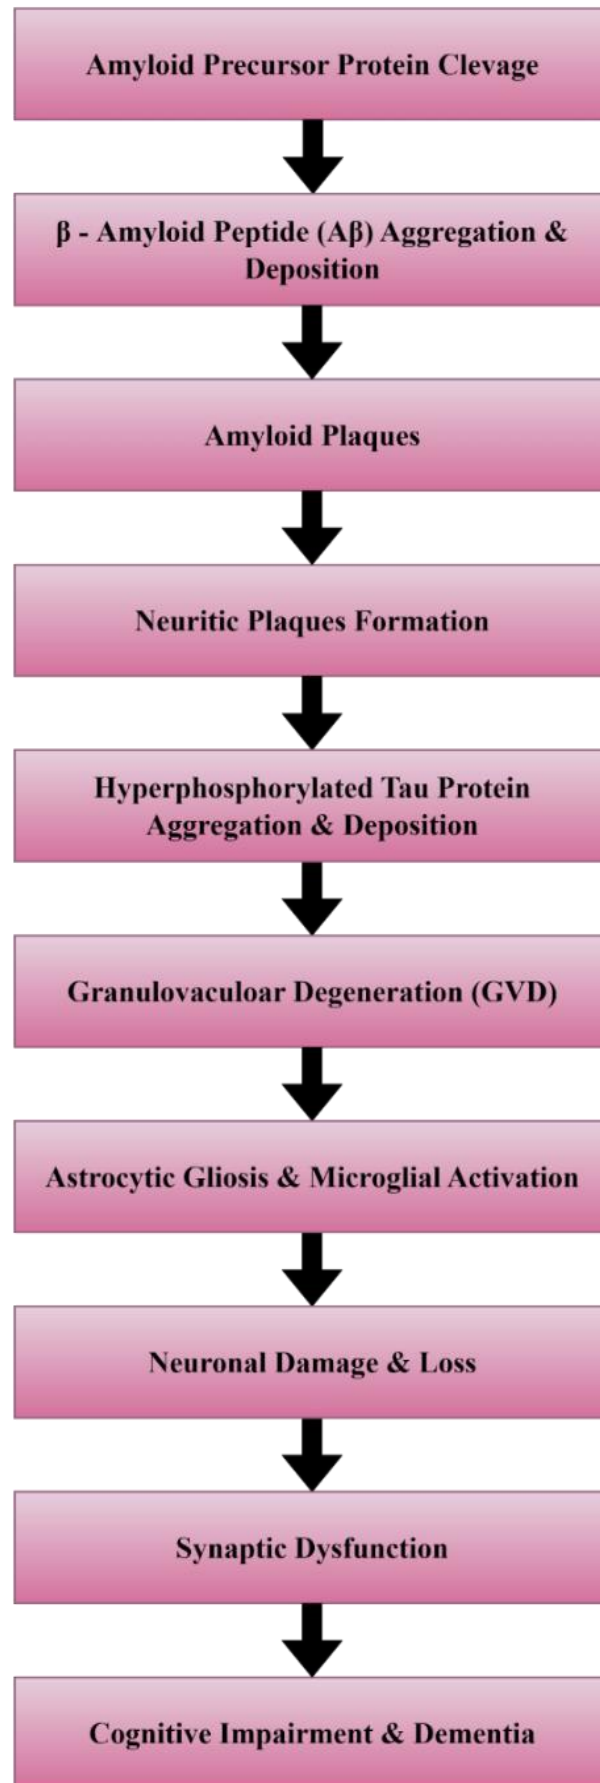 Amyloid Precursor Protein Clevage
β - Amyloid Peptide (Aβ) Aggregation &
Deposition
Amyloid Plaques
Neuritic Plaques Formation
Hyperphosphorylated Tau Protein
Aggregation & Deposition
Granulovaculoar Degeneration (GVD)
Astrocytic Gliosis & Microglial Activation
Neuronal Damage & Loss
Synaptic Dysfunction
Cognitive Impairment & Dementia